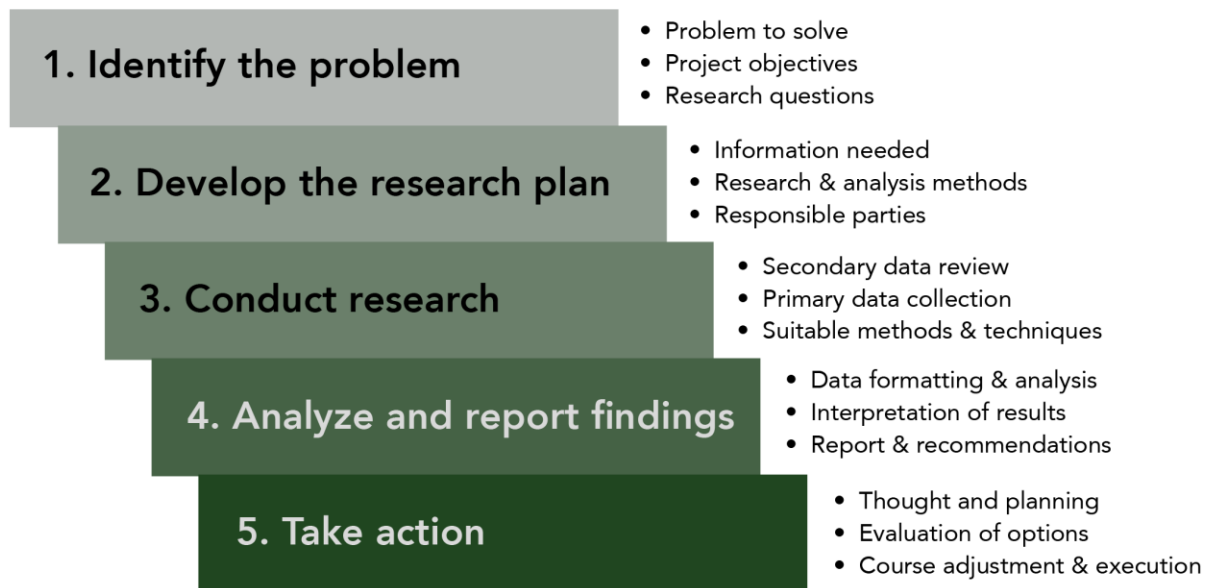 1. Identify the problem
• Problem to solve
• Project objectives
• Research questions
2. Develop the research plan
• Information needed
• Research & analysis methods
• Responsible parties
3. Conduct research
• Secondary data review
• Primary data collection
• Suitable methods & techniques
4. Analyze and report findings
• Data formatting & analysis
• Interpretation of results
• Report & recommendations
5. Take action
• Thought and planning
• Evaluation of options
• Course adjustment & execution